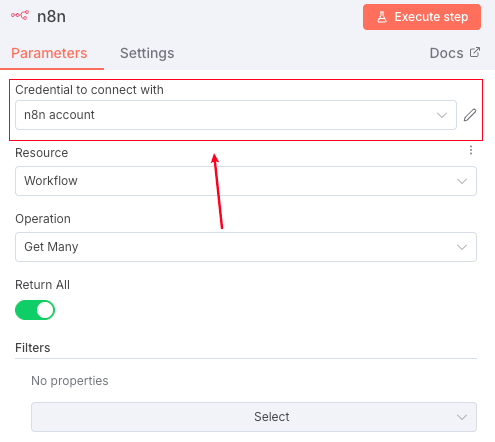 n8n
Execute step
Parameters
Settings
Docs
Credential to connect with
n8n account
Resource
Workflow
Operation
Get Many
Return All
Filters
No properties
Select